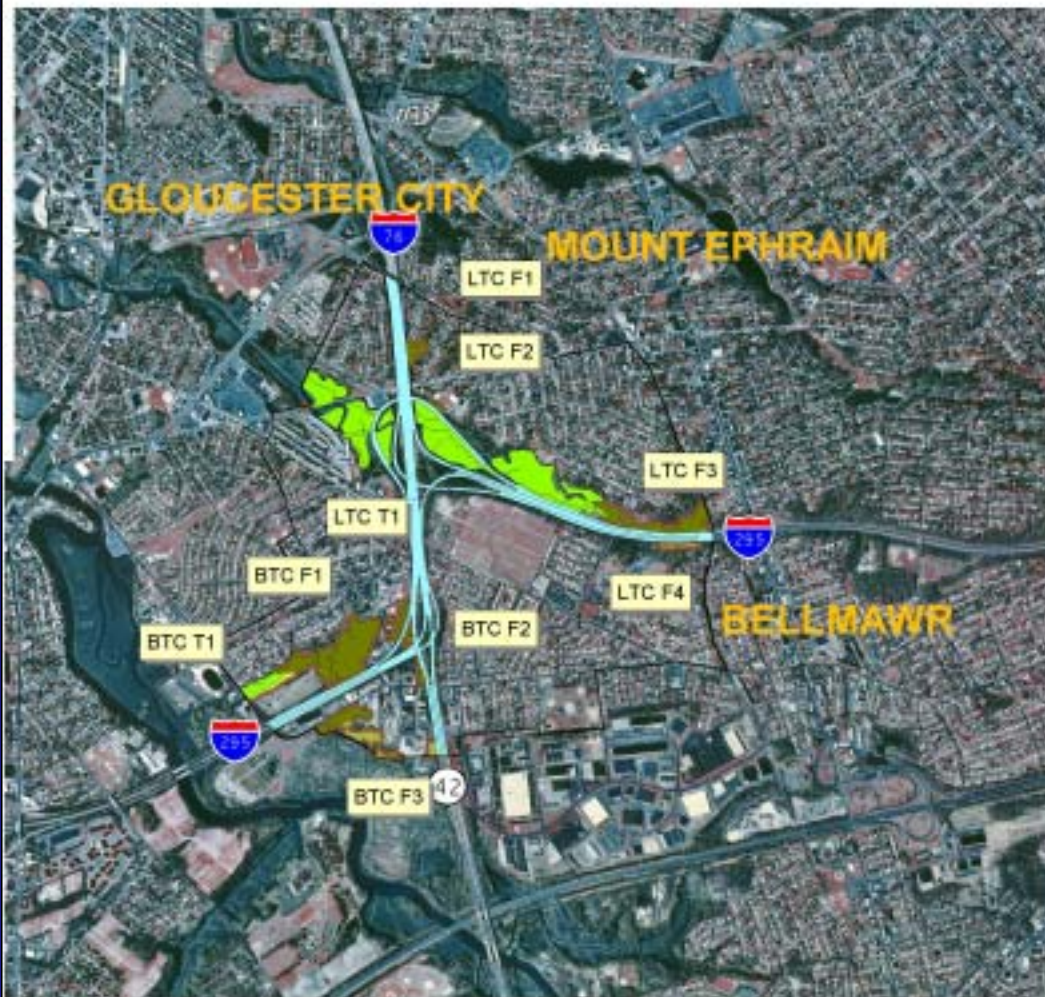 GLOUCESTER CITY
76
MOUNT EPHRAIM
LTC F1
LTC F2
LTC F3
295
LTC T1
BTC F1
LTC F4
BELLMAWR
BTC F2
BTC T1
295
BTC F3
42